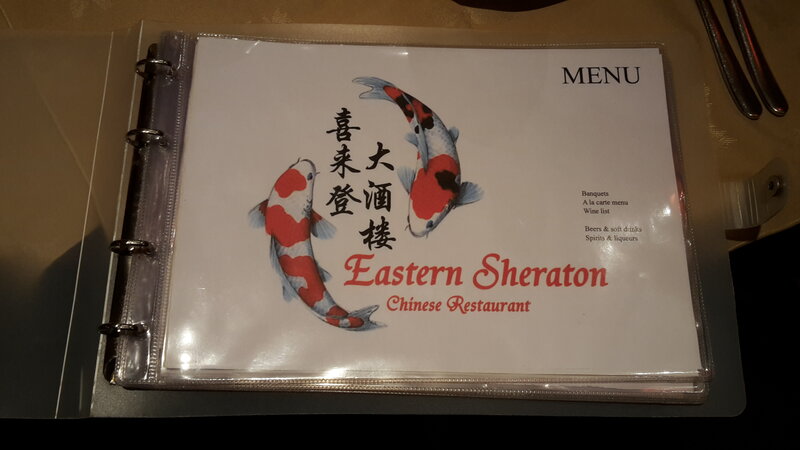 MENU
喜来登
大酒楼
Eastern Sheraton
Chinese Restaurant
Banquets
A la carte menu
Wine list
Beers & soft drinks
Spirits & liqueurs